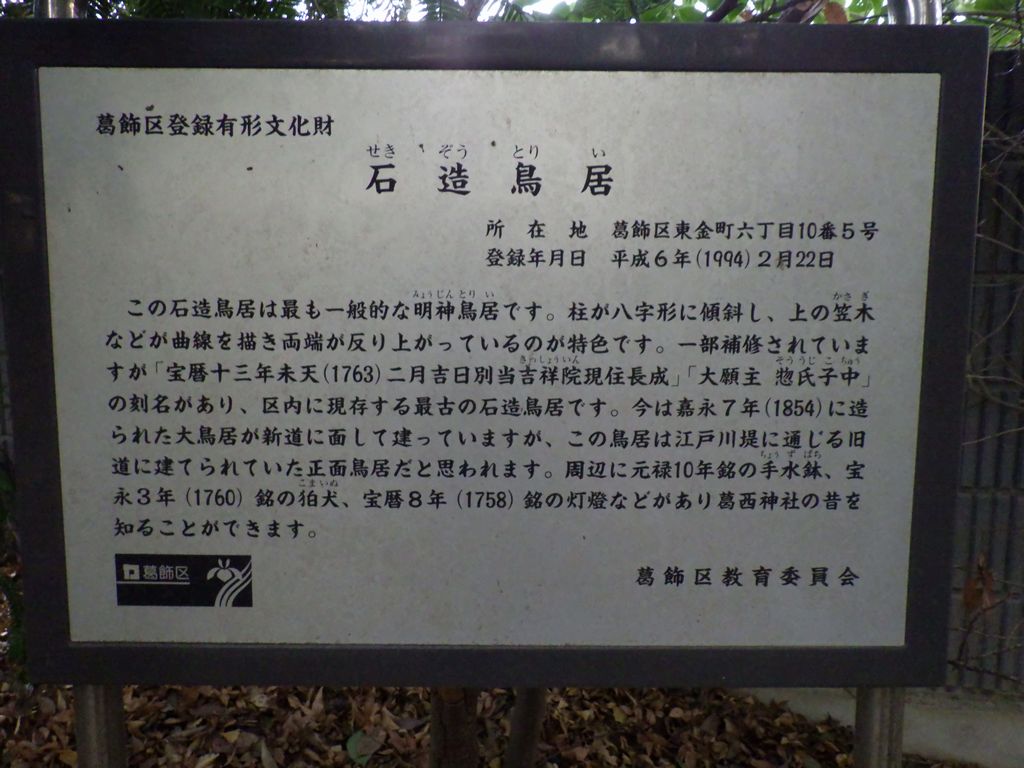 葛飾区登録有形文化財
せき ぞう とり い
石造鳥居
所在地 葛飾区東金町六丁目10番5号
登録年月日 平成6年(1994)2月22日
みょうじんとり い かさ ぎ
この石造鳥居は最も一般的な明神鳥居です。柱が八字形に傾斜し、上の笠木
などが曲線を描き両端が反り上がっているのが特色です。一部補修されていま
きっしょういん そううじ こ ちゅう
すが「宝暦十三年未天(1763)二月吉日別当吉祥院現住長成」「大願主 惣氏子中」
の刻名があり、区内に現存する最古の石造鳥居です。今は嘉永7年(1854)に造
られた大鳥居が新道に面して建っていますが、この鳥居は江戸川堤に通じる旧
ちょう ず ばち
道に建てられていた正面鳥居だと思われます。周辺に元禄10年銘の手水鉢、宝
こまいぬ
永3年(1760)銘の狛犬、宝暦8年(1758)銘の灯燈などがあり葛西神社の昔を
知ることができます。
葛飾区
葛飾区教育委員会